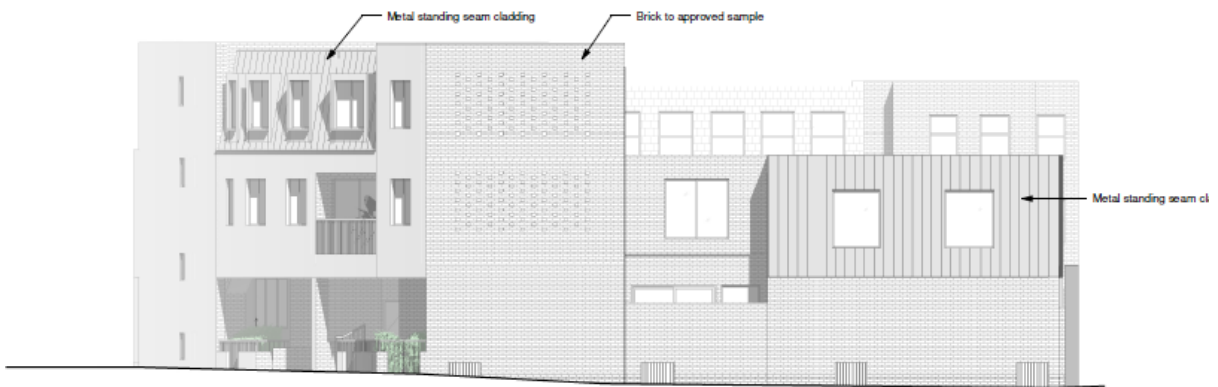 Metal standing seam cladding
Brick to approved sample
Metal standing seam cl